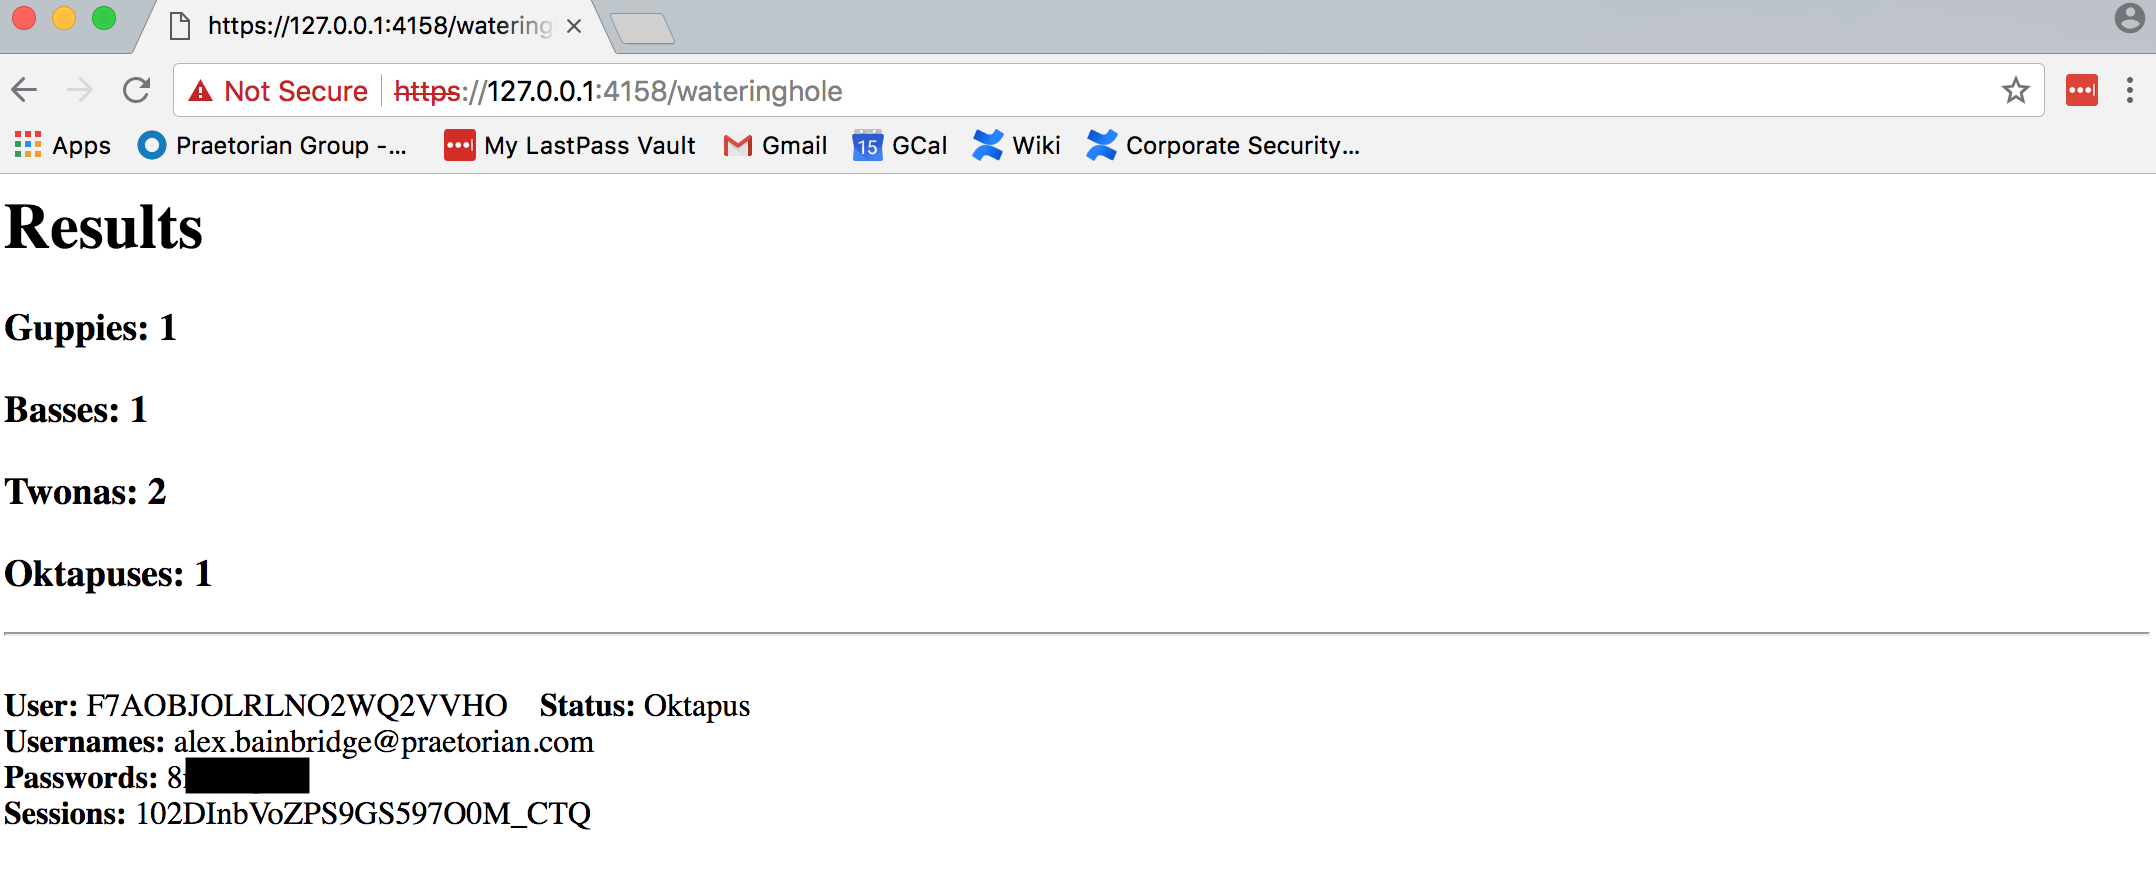 https://127.0.0.1:4158/watering
Not Secure https://127.0.0.1:4158/wateringhole
Apps Praetorian Group -... My LastPass Vault Gmail 15 GCal Wiki Corporate Security...
Results
Guppies: 1
Basses: 1
Twonas: 2
Oktapuses: 1
User: F7AOBJOLRLNO2WQ2VVHO Status: Oktapus
Usernames: alex.bainbridge@praetorian.com
Passwords: 8
Sessions: 102DInbVoZPS9GS597O0M_CTQ